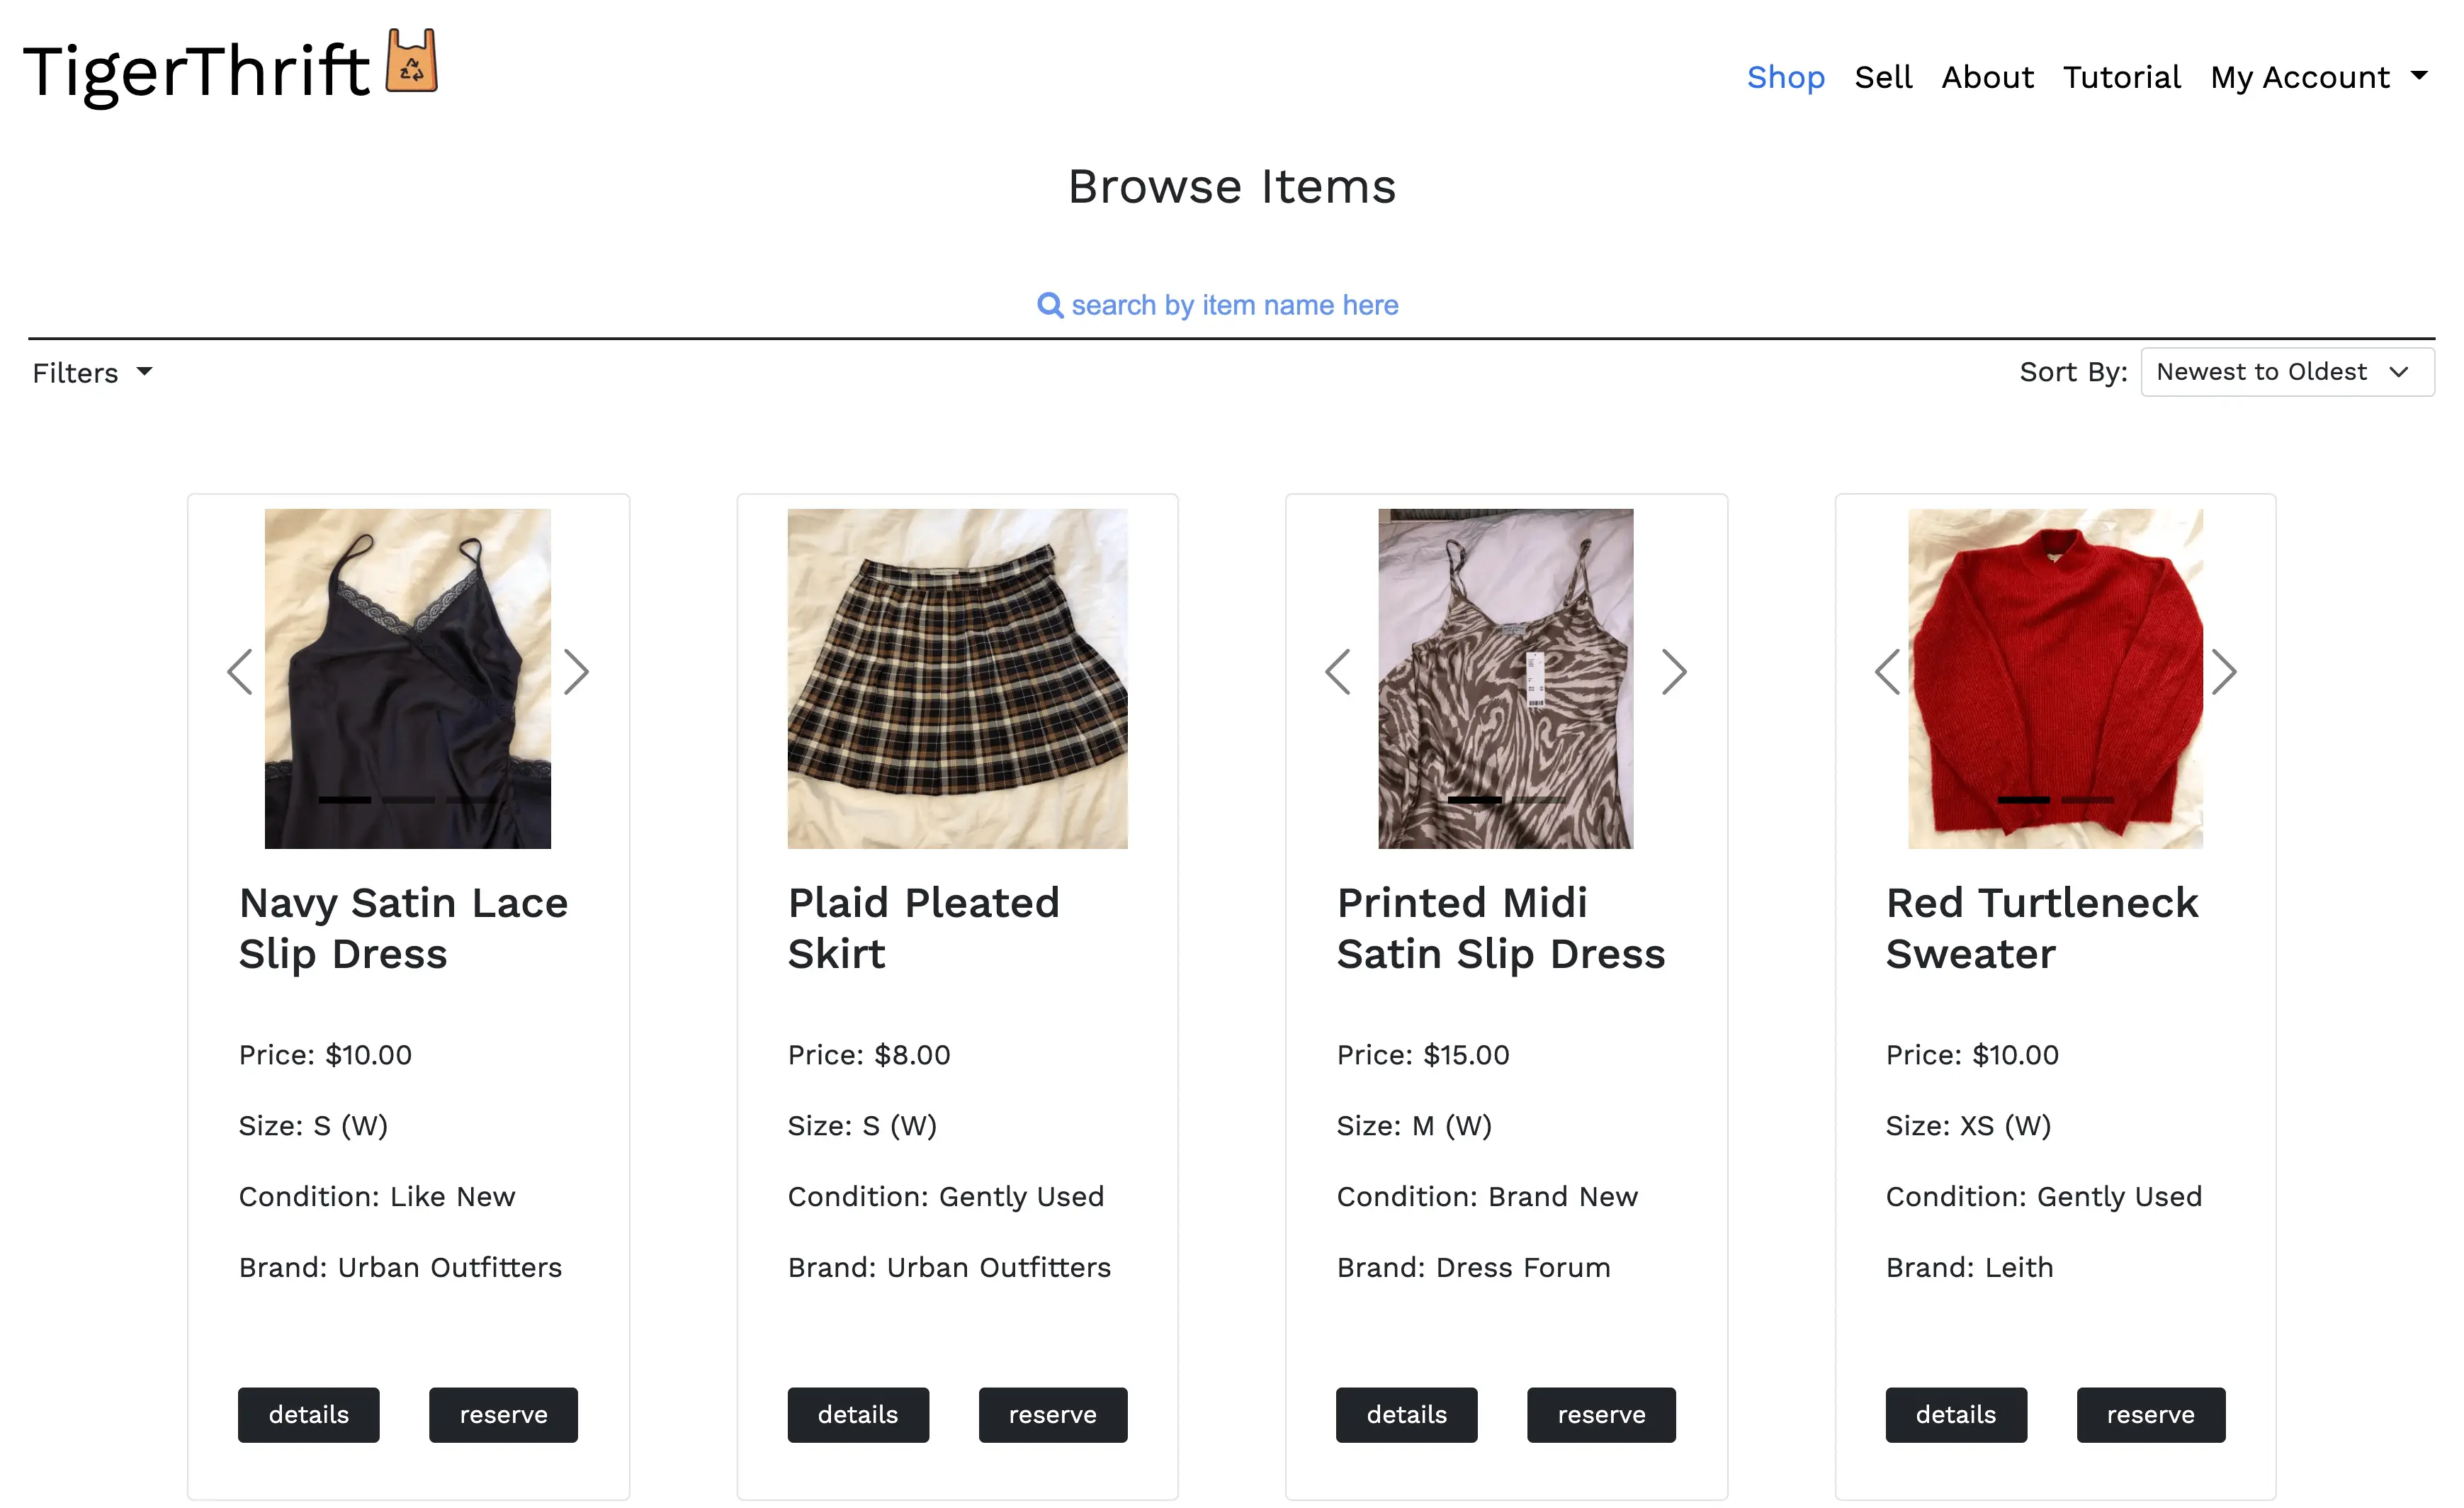 TigerThrift
Shop Sell About Tutorial My Account
Browse Items
search by item name here
Filters
Sort By: Newest to Oldest
Navy Satin Lace
Slip Dress
Price: $10.00
Size: S (W)
Condition: Like New
Brand: Urban Outfitters
details reserve
Plaid Pleated
Skirt
Price: $8.00
Size: S (W)
Condition: Gently Used
Brand: Urban Outfitters
details reserve
Printed Midi
Satin Slip Dress
Price: $15.00
Size: M (W)
Condition: Brand New
Brand: Dress Forum
details reserve
Red Turtleneck
Sweater
Price: $10.00
Size: XS (W)
Condition: Gently Used
Brand: Leith
details reserve